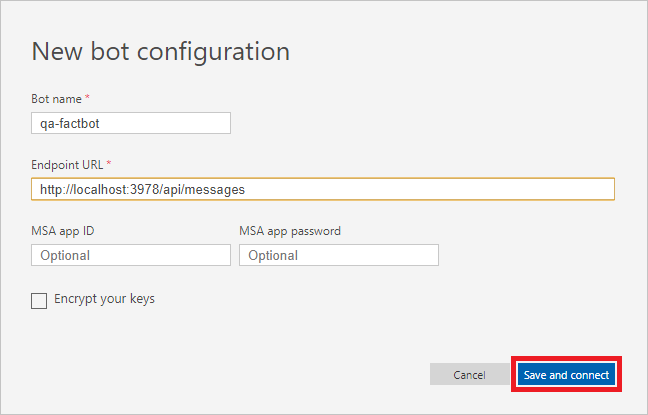 New bot configuration
Bot name *
qa-factbot
Endpoint URL *
http://localhost:3978/api/messages
MSA app ID MSA app password
Optional Optional
Encrypt your keys
Cancel Save and connect